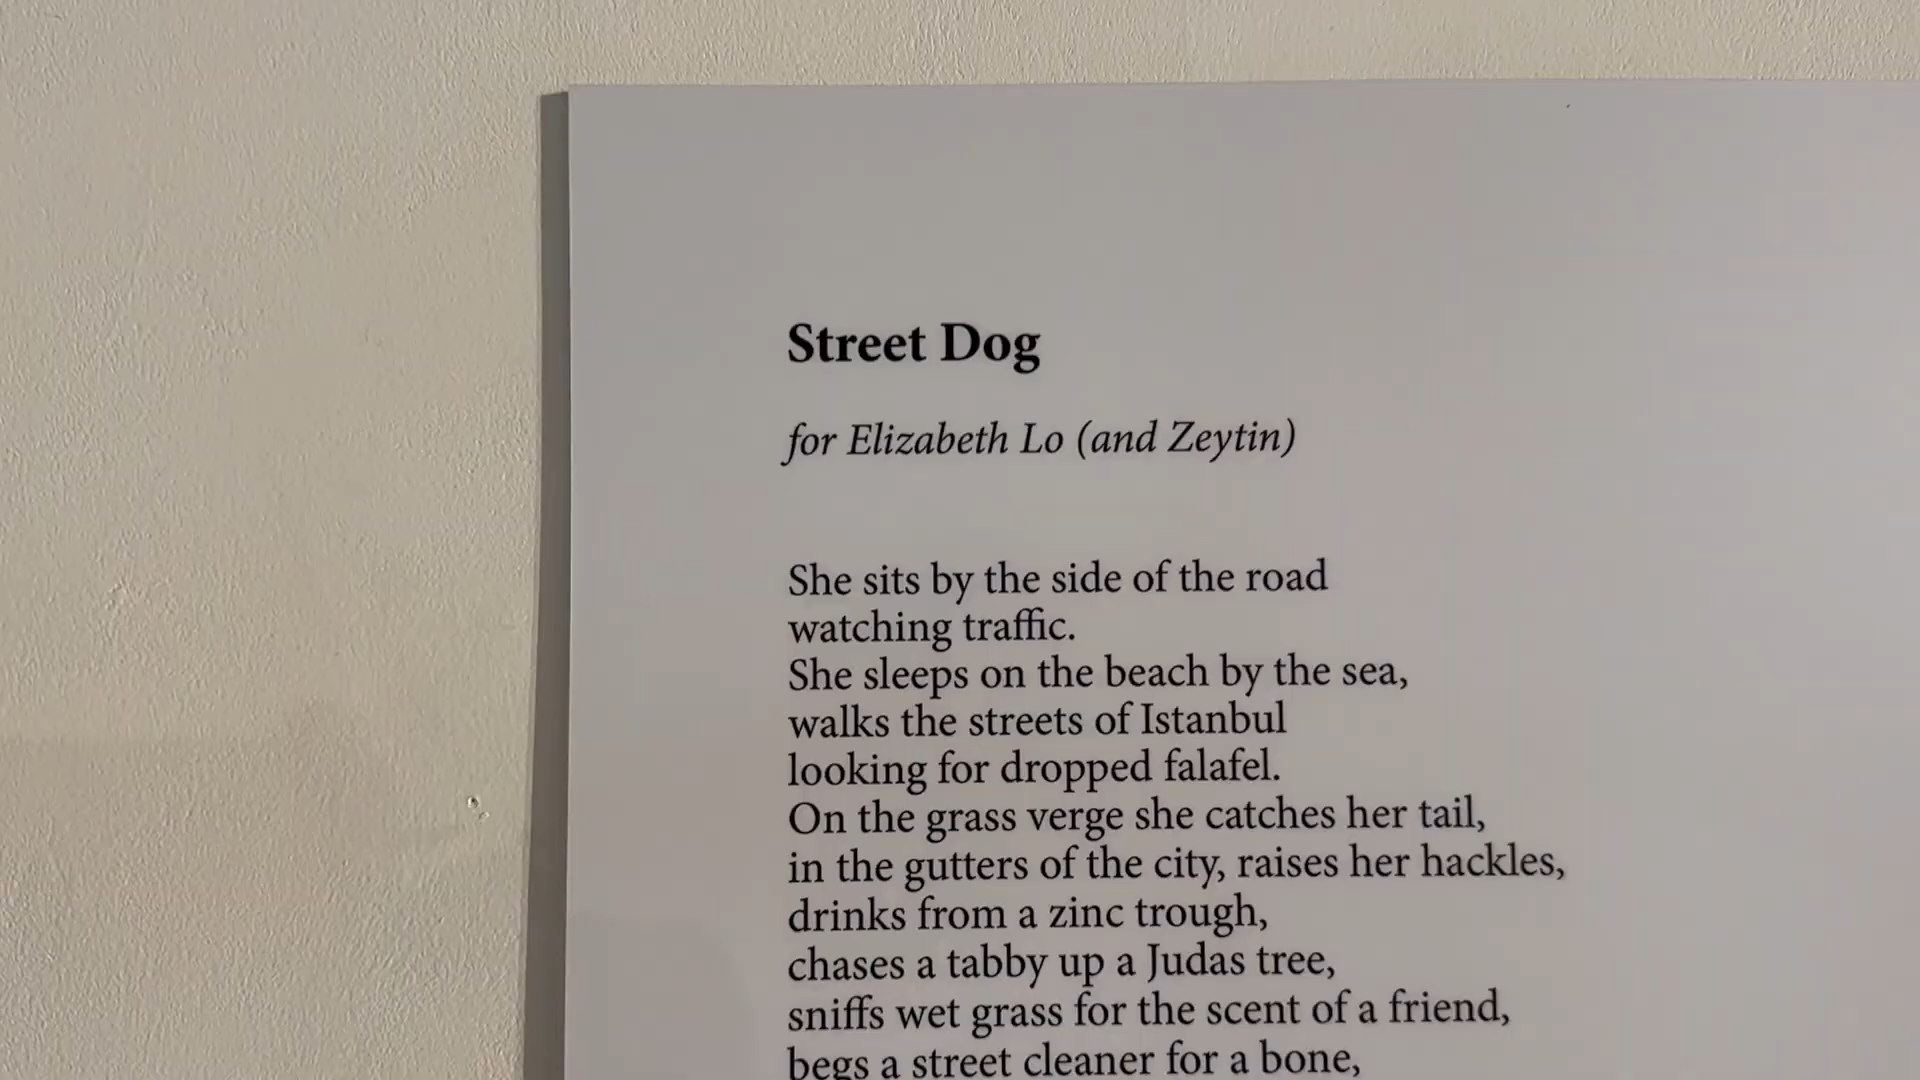 Street Dog
for Elizabeth Lo (and Zeytin)
She sits by the side of the road
watching traffic.
She sleeps on the beach by the sea,
walks the streets of Istanbul
looking for dropped falafel.
On the grass verge she catches her tail,
in the gutters of the city, raises her hackles,
drinks from a zinc trough,
chases a tabby up a Judas tree,
sniffs wet grass for the scent of a friend,
begs a street cleaner for a bone,